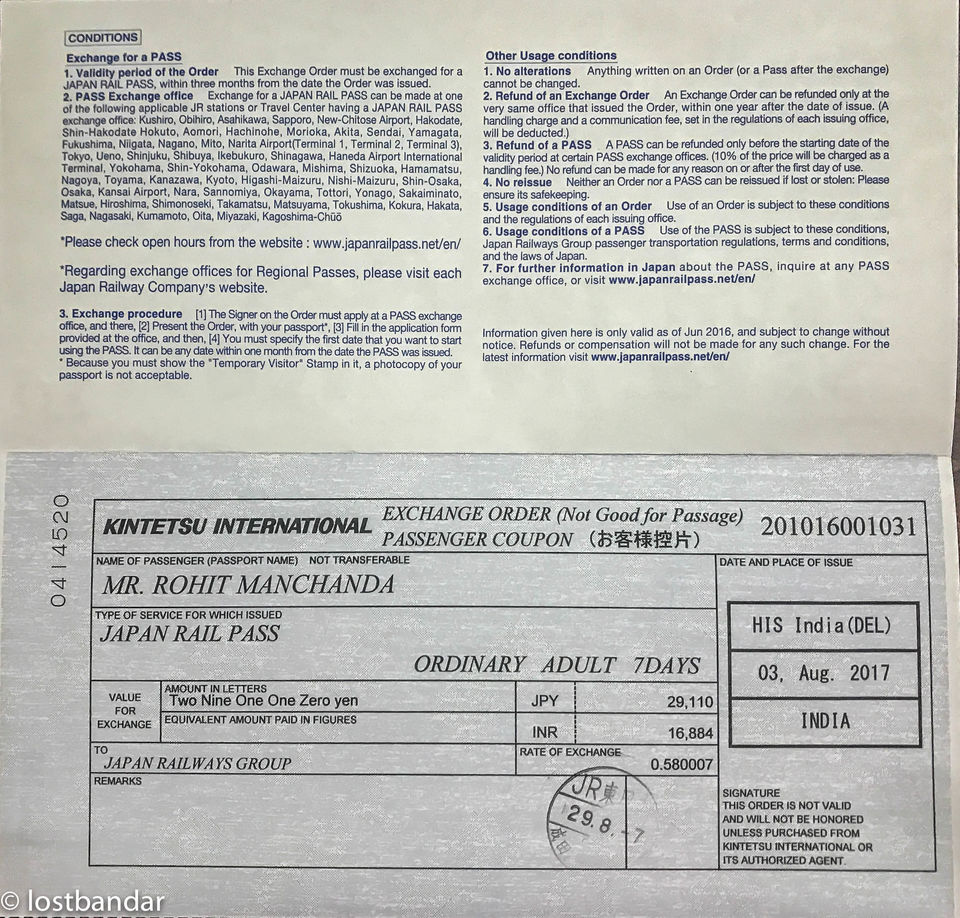 CONDITIONS
Exchange for a PASS
1. Validity period of the Order This Exchange Order must be exchanged for a
JAPAN RAIL PASS, within three months from the date the Order was issued.
2. PASS Exchange office Exchange for a JAPAN RAIL PASS can be made at one
of the following applicable JR stations or Travel Center having a JAPAN RAIL PASS
exchange office: Kushiro, Obihiro, Asahikawa, Sapporo, New-Chitose Airport, Hakodate,
Shin-Hakodate Hokuto, Aomori, Hachinohe, Morioka, Akita, Sendai, Yamagata,
Fukushima, Niigata, Nagano, Mito, Narita Airport(Terminal 1, Terminal 2, Terminal 3),
Tokyo, Ueno, Shinjuku, Shibuya, Ikebukuro, Shinagawa, Haneda Airport International
Terminal, Yokohama, Shin-Yokohama, Odawara, Mishima, Shizuoka, Hamamatsu,
Nagoya, Toyama, Kanazawa, Kyoto, Higashi-Maizuru, Nishi-Maizuru, Shin-Osaka,
Osaka, Kansai Airport, Nara, Sannomiya, Okayama, Tottori, Yonago, Sakaiminato,
Matsue, Hiroshima, Shimonoseki, Takamatsu, Matsuyama, Tokushima, Kokura, Hakata,
Saga, Nagasaki, Kumamoto, Oita, Miyazaki, Kagoshima-Chūō
*Please check open hours from the website : www.japanrailpass.net/en/
*Regarding exchange offices for Regional Passes, please visit each
Japan Railway Company's website.
3. Exchange procedure [1] The Signer on the Order must apply at a PASS exchange
office, and there, [2] Present the Order, with your passport*, [3] Fill in the application form
provided at the office, and then, [4] You must specify the first date that you want to start
using the PASS. It can be any date within one month from the date the PASS was issued.
* Because you must show the "Temporary Visitor" Stamp in it, a photocopy of your
passport is not acceptable.
Other Usage conditions
1. No alterations Anything written on an Order (or a Pass after the exchange)
cannot be changed.
2. Refund of an Exchange Order An Exchange Order can be refunded only at the
very same office that issued the Order, within one year after the date of issue. (A
handling charge and a communication fee, set in the regulations of each issuing office,
will be deducted.)
3. Refund of a PASS A PASS can be refunded only before the starting date of the
validity period at certain PASS exchange offices. (10% of the price will be charged as a
handling fee.) No refund can be made for any reason on or after the first day of use.
4. No reissue Neither an Order nor a PASS can be reissued if lost or stolen: Please
ensure its safekeeping.
5. Usage conditions of an Order Use of an Order is subject to these conditions
and the regulations of each issuing office.
6. Usage conditions of a PASS Use of the PASS is subject to these conditions,
Japan Railways Group passenger transportation regulations, terms and conditions,
and the laws of Japan.
7. For further information in Japan about the PASS, inquire at any PASS
exchange office, or visit www.japanrailpass.net/en/
Information given here is only valid as of Jun 2016, and subject to change without
notice. Refunds or compensation will not be made for any such change. For the
latest information visit www.japanrailpass.net/en/
0414520
KINTETSU INTERNATIONAL
EXCHANGE ORDER (Not Good for Passage)
PASSENGER COUPON (お客様控片)
201016001031
NAME OF PASSENGER (PASSPORT NAME) NOT TRANSFERABLE
MR. ROHIT MANCHANDA
TYPE OF SERVICE FOR WHICH ISSUED
JAPAN RAIL PASS
ORDINARY ADULT 7DAYS
DATE AND PLACE OF ISSUE
HIS India(DEL)
03, Aug. 2017
INDIA
VALUE
FOR
EXCHANGE
AMOUNT IN LETTERS
Two Nine One One Zero yen
JPY 29,110
EQUIVALENT AMOUNT PAID IN FIGURES
INR 16,884
TO
JAPAN RAILWAYS GROUP
RATE OF EXCHANGE
0.580007
REMARKS
JR東
29.8.-7
成田
SIGNATURE
THIS ORDER IS NOT VALID
AND WILL NOT BE HONORED
UNLESS PURCHASED FROM
KINTETSU INTERNATIONAL OR
ITS AUTHORIZED AGENT.
© lostbandar